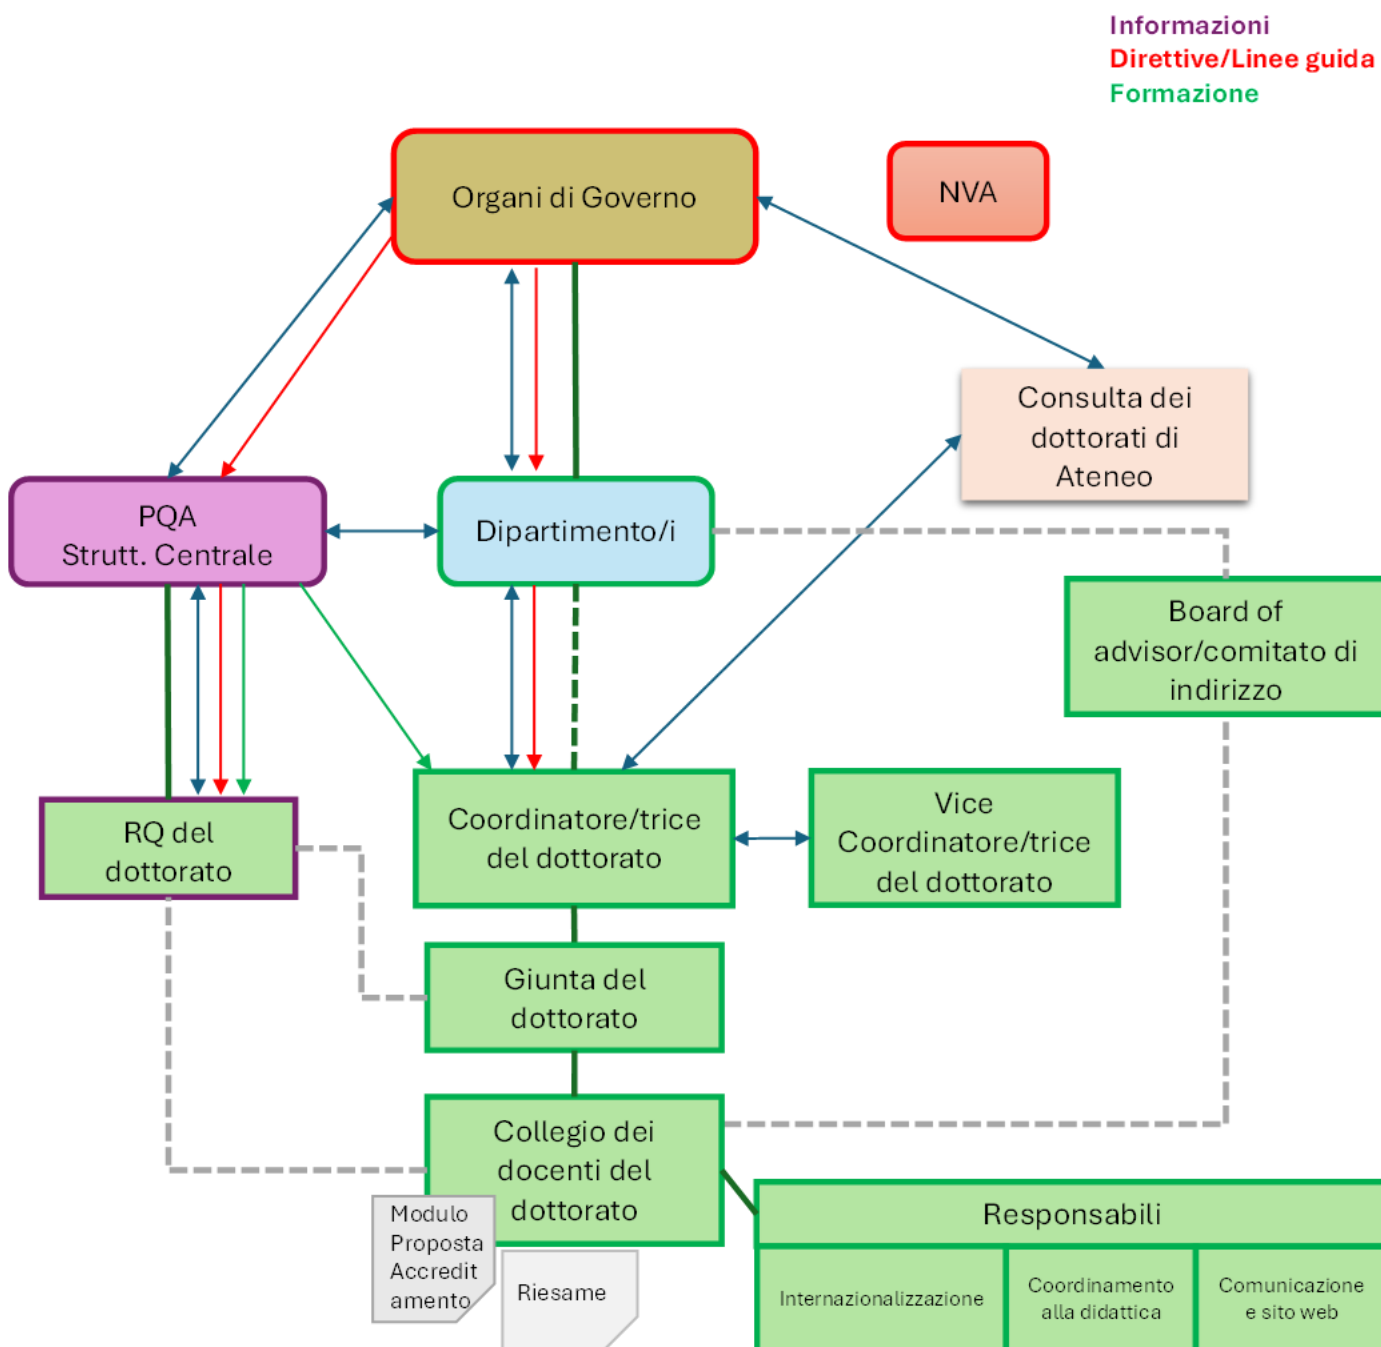 Informazioni
Direttive/Linee guida
Formazione
Organi di Governo
NVA
Consulta dei
dottorati di
Ateneo
PQA
Strutt. Centrale
Dipartimento/i
Board of
advisor/comitato di
indirizzo
RQ del
dottorato
Coordinatore/trice
del dottorato
Vice
Coordinatore/trice
del dottorato
Giunta del
dottorato
Collegio dei
docenti del
dottorato
Modulo
Proposta
Accredit
amento
Riesame
Responsabili
Internazionalizzazione
Coordinamento
alla didattica
Comunicazione
e sito web